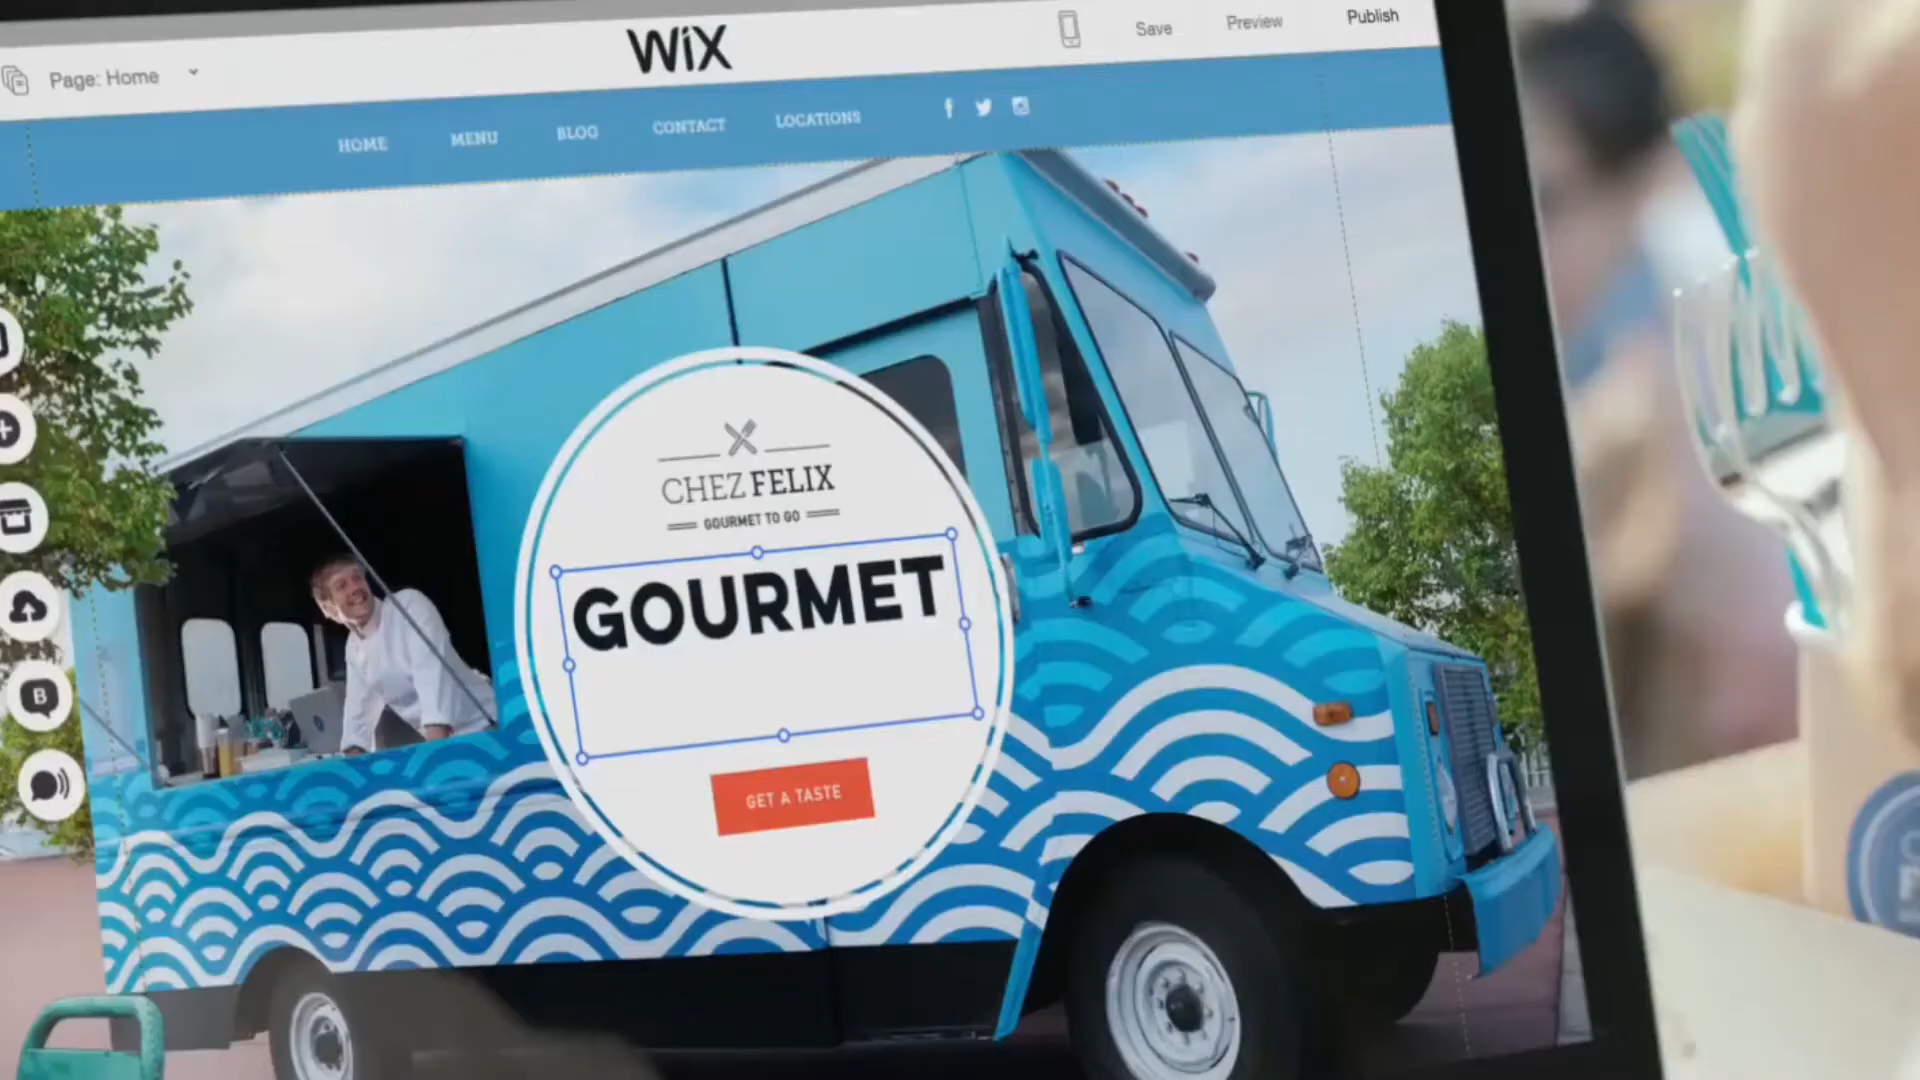 WiX
Page: Home
Save
Preview
Publish
HOME
MENU
BLOG
CONTACT
LOCATIONS
CHEZ FELIX
GOURMET TO GO
GOURMET
GET A TASTE
B